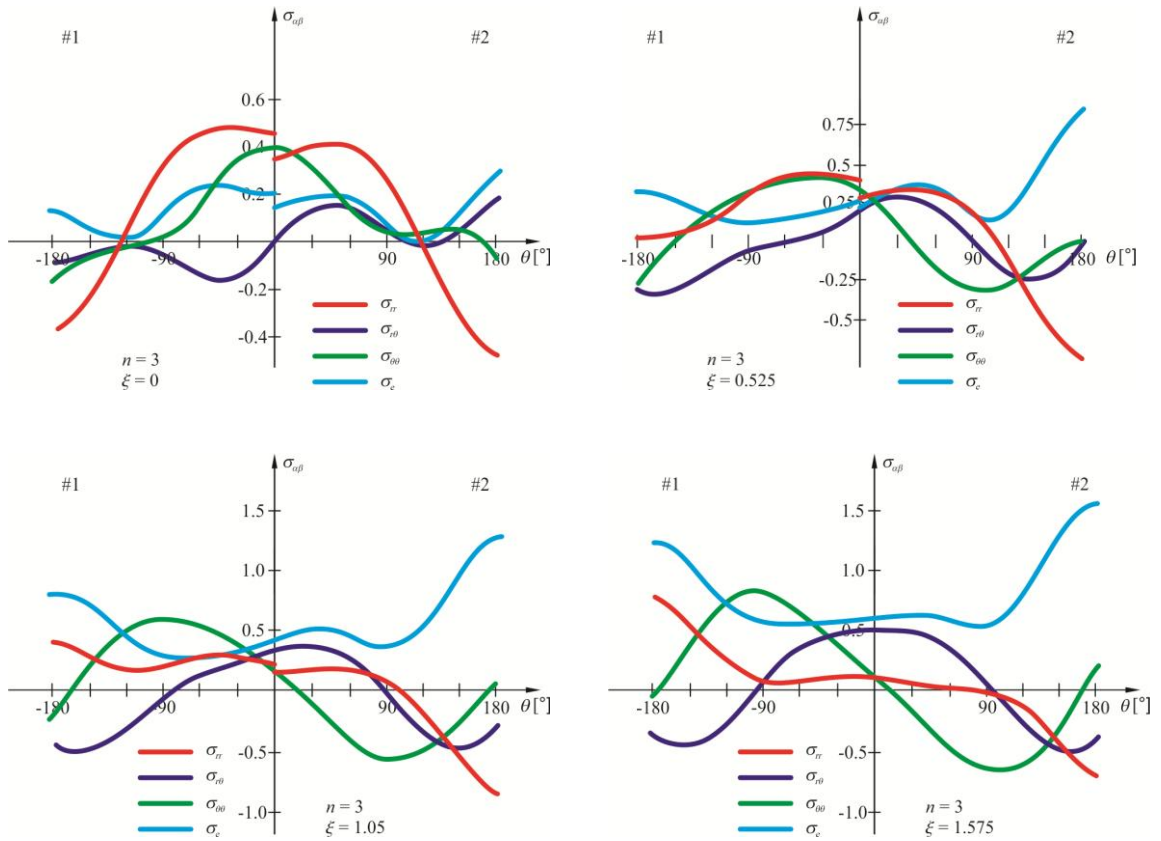 σαβ
#1
#2
0.6
0.4
0.2
-180
-90
90
180
θ[°]
-0.2
-0.4
σrr
σrθ
σθθ
σe
n = 3
ξ = 0
σαβ
#1
#2
0.75
0.5
0.25
-180
-90
90
180
θ[°]
-0.25
-0.5
σrr
σrθ
σθθ
σe
n = 3
ξ = 0.525
σαβ
#1
#2
1.5
1.0
0.5
-180
-90
90
180
θ[°]
-0.5
-1.0
σrr
σrθ
σθθ
σe
n = 3
ξ = 1.05
σαβ
#1
#2
1.5
1.0
0.5
-180
-90
90
180
θ[°]
-0.5
-1.0
σrr
σrθ
σθθ
σe
n = 3
ξ = 1.575